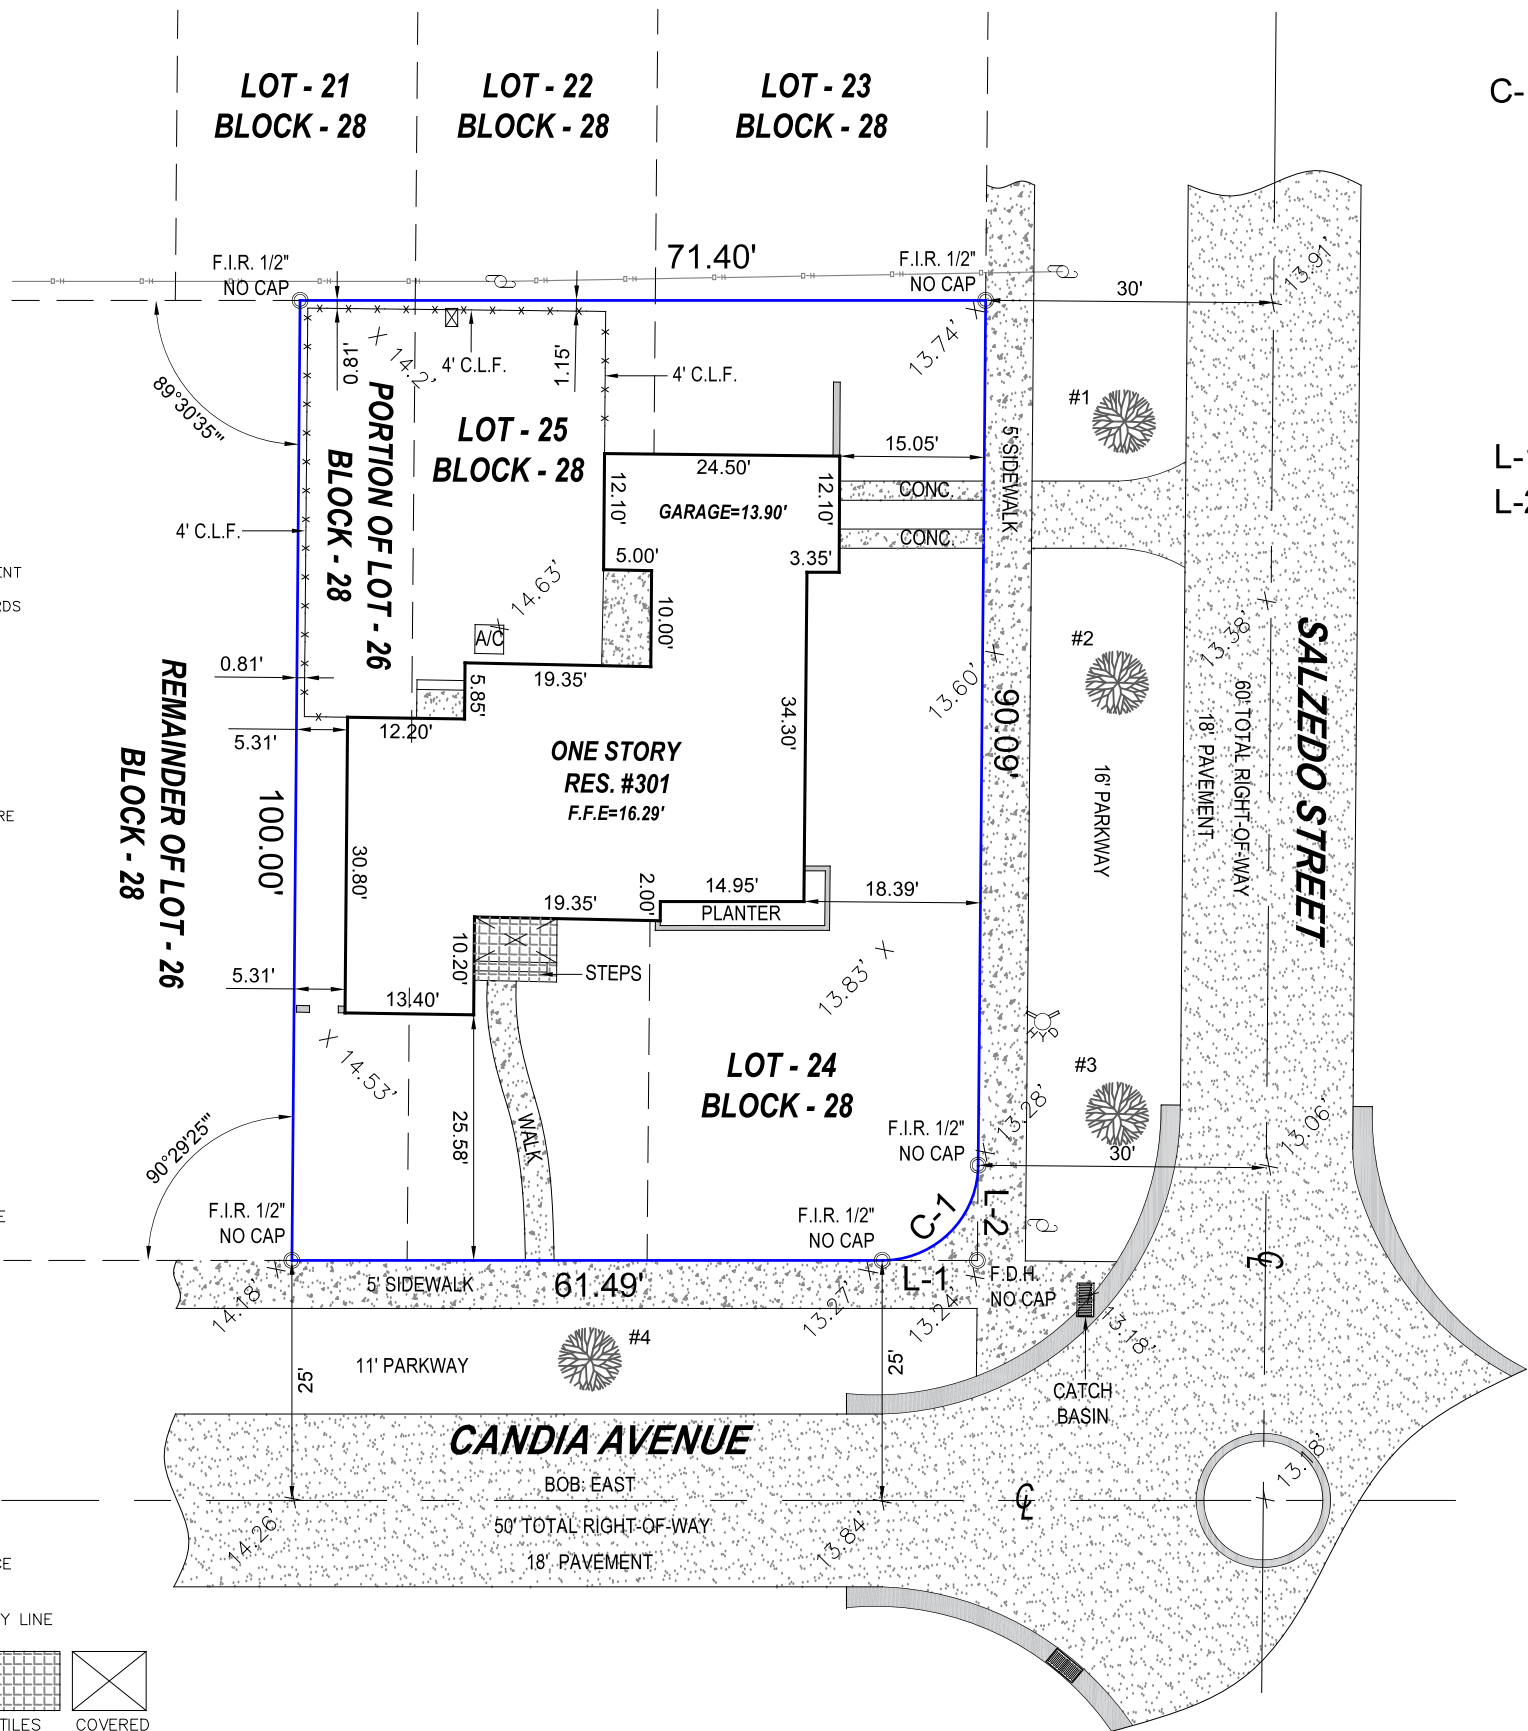 LOT - 21
BLOCK - 28
LOT - 22
BLOCK - 28
LOT - 23
BLOCK - 28
C-
F.I.R. 1/2"
NO CAP
71.40'
F.I.R. 1/2"
NO CAP
30'
13.91'
13.74'
0.81'
14.2'
4' C.L.F.
1.15'
4' C.L.F.
#1
89°30'35"'
PORTION OF LOT - 26
BLOCK - 28
LOT - 25
BLOCK - 28
15.05'
5' SIDEWALK
L-1
L-2
24.50'
12.10'
12.10'
GARAGE=13.90'
CONC.
CONC.
4' C.L.F.
5.00'
3.35'
ENT
RDS
14.63'
10.00'
A/C
#2
13.38'
0.81'
19.35'
5.85'
13.60'
90.09'
34.30'
60' TOTAL RIGHT-OF-WAY
18' PAVEMENT
SALZEDO STREET
REMAINDER OF LOT - 26
BLOCK - 28
5.31'
12.20'
ONE STORY
RES. #301
F.F.E=16.29'
16' PARKWAY
100.00'
RE
30.80'
2.00'
14.95'
18.39'
19.35'
PLANTER
10.20'
5.31'
STEPS
13.83'
13.40'
14.53'
HYD
LOT - 24
BLOCK - 28
#3
13.28'
13.06'
25.58'
WALK
90°29'25"'
F.I.R. 1/2"
NO CAP
30'
F.I.R. 1/2"
NO CAP
F.I.R. 1/2"
NO CAP
C-1
L-2
E
CL
5' SIDEWALK
61.49'
L-1
F.D.H.
NO CAP
14.18'
13.27'
13.24'
13.18'
#4
11' PARKWAY
25'
25'
CATCH
BASIN
CANDIA AVENUE
BOB: EAST
CL
13.18'
50' TOTAL RIGHT-OF-WAY
14.26'
13.84'
18' PAVEMENT
CE
Y LINE
TILES
COVERED